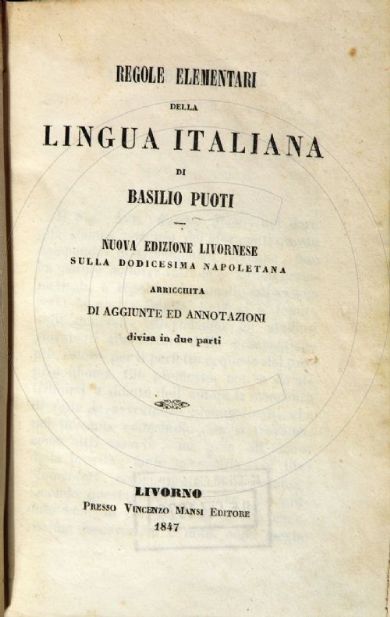 REGOLE ELEMENTARI
DELLA
LINGUA ITALIANA
DI
BASILIO PUOTI
NUOVA EDIZIONE LIVORNESE
SULLA DODICESIMA NAPOLETANA
ARRICCHITA
DI AGGIUNTE ED ANNOTAZIONI
divisa in due parti
LIVORNO
PRESSO VINCENZO MANSI EDITORE
1847